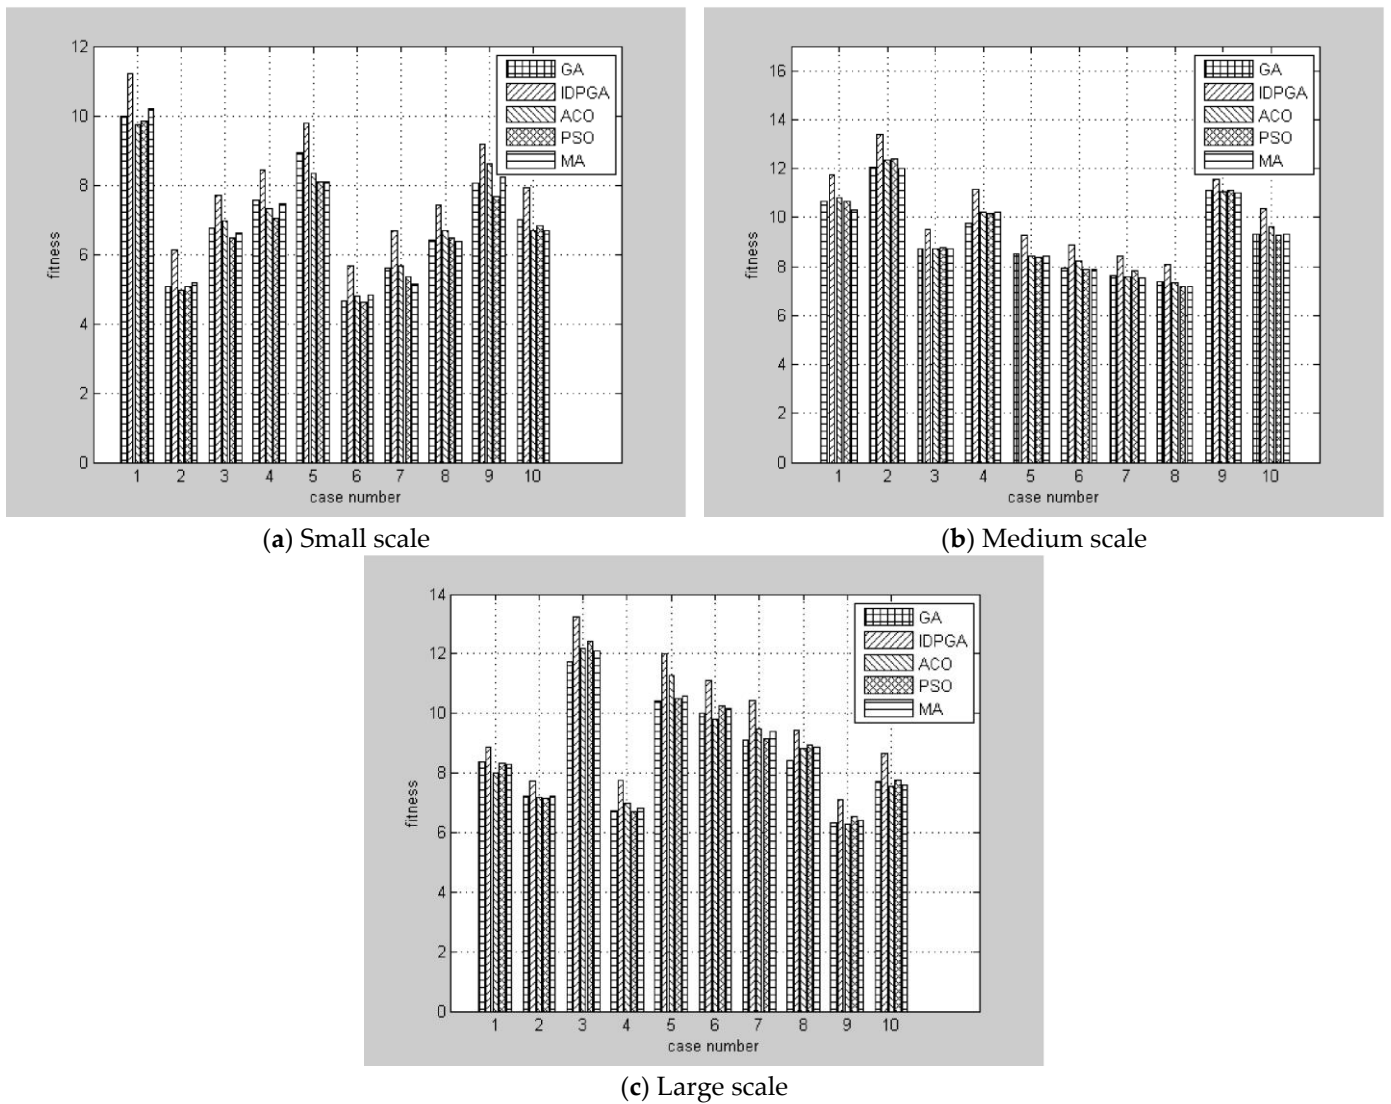 12
10
8
6
4
2
0
fitness
1 2 3 4 5 6 7 8 9 10
case number
GA
IDPGA
ACO
PSO
MA
(a) Small scale
16
14
12
10
8
6
4
2
0
fitness
1 2 3 4 5 6 7 8 9 10
case number
GA
IDPGA
ACO
PSO
MA
(b) Medium scale
14
12
10
8
6
4
2
0
fitness
1 2 3 4 5 6 7 8 9 10
case number
GA
IDPGA
ACO
PSO
MA
(c) Large scale